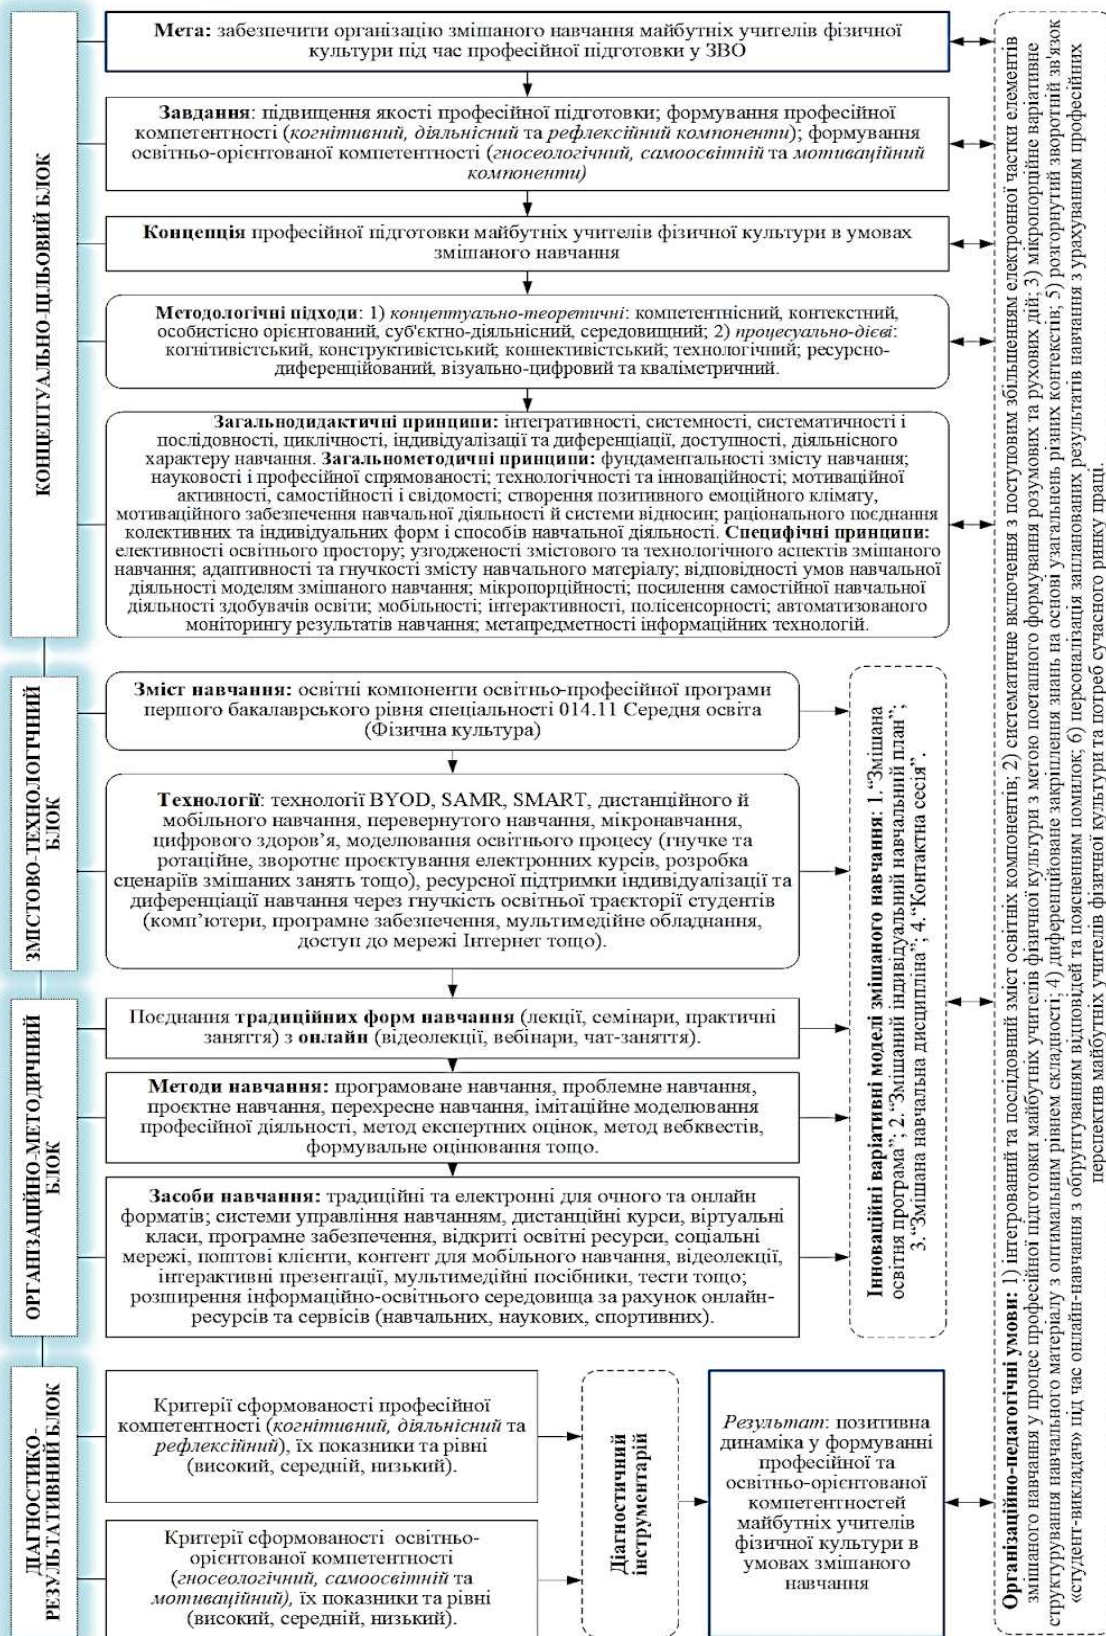 КОНЦЕПТУАЛЬНО-ЦІЛЬОВИЙ БЛОК
Мета: забезпечити організацію змішаного навчання майбутніх учителів фізичної
культури під час професійної підготовки у ЗВО
Завдання: підвищення якості професійної підготовки; формування професійної
компетентності (когнітивний, діяльнісний та рефлексійний компоненти); формування
освітньо-орієнтованої компетентності (гносеологічний, самоосвітній та мотиваційний
компоненти)
Концепція професійної підготовки майбутніх учителів фізичної культури в умовах
змішаного навчання
Методологічні підходи: 1) концептуально-теоретичні: компетентнісний, контекстний,
особистісно орієнтований, суб'єктно-діяльнісний, середовищний; 2) процесуально-дієві:
когнітивістський, конструктивістський; коннективістський; технологічний; ресурсно-
диференційований, візуально-цифровий та кваліметричний.
Загальнодидактичні принципи: інтегративності, системності, систематичності і
послідовності, циклічності, індивідуалізації та диференціації, доступності, діяльнісного
характеру навчання. Загальнометодичні принципи: фундаментальності змісту навчання;
науковості і професійної спрямованості; технологічності та інноваційності; мотиваційної
активності, самостійності і свідомості; створення позитивного емоційного клімату,
мотиваційного забезпечення навчальної діяльності й системи відносин; раціонального поєднання
колективних та індивідуальних форм і способів навчальної діяльності. Специфічні принципи:
елективності освітнього простору; узгодженості змістового та технологічного аспектів змішаного
навчання; адаптивності та гнучкості змісту навчального матеріалу; відповідності умов навчальної
діяльності моделям змішаного навчання; мікропорційності; посилення самостійної навчальної
діяльності здобувачів освіти; мобільності; інтерактивності, полісенсорності; автоматизованого
моніторингу результатів навчання; метапредметності інформаційних технологій.
ЗМІСТОВО-ТЕХНОЛОГІЧНИЙ
БЛОК
Зміст навчання: освітні компоненти освітньо-професійної програми
першого бакалаврського рівня спеціальності 014.11 Середня освіта
(Фізична культура)
Технології: технології BYOD, SAMR, SMART, дистанційного й
мобільного навчання, перевернутого навчання, мікронавчання,
цифрового здоров’я, моделювання освітнього процесу (гнучке та
ротаційне, зворотнє проєктування електронних курсів, розробка
сценаріїв змішаних занять тощо), ресурсної підтримки індивідуалізації та
диференціації навчання через гнучкість освітньої траєкторії студентів
(комп’ютери, програмне забезпечення, мультимедійне обладнання,
доступ до мережі Інтернет тощо).
ОРГАНІЗАЦІЙНО-МЕТОДИЧНИЙ
БЛОК
Поєднання традиційних форм навчання (лекції, семінари, практичні
заняття) з онлайн (відеолекції, вебінари, чат-заняття).
Методи навчання: програмоване навчання, проблемне навчання,
проєктне навчання, перехресне навчання, імітаційне моделювання
професійної діяльності, метод експертних оцінок, метод вебквестів,
формувальне оцінювання тощо.
Засоби навчання: традиційні та електронні для очного та онлайн
форматів; системи управління навчанням, дистанційні курси, віртуальні
класи, програмне забезпечення, відкриті освітні ресурси, соціальні
мережі, поштові клієнти, контент для мобільного навчання, відеолекції,
інтерактивні презентації, мультимедійні посібники, тести тощо;
розширення інформаційно-освітнього середовища за рахунок онлайн-
ресурсів та сервісів (навчальних, наукових, спортивних).
Інноваційні варіативні моделі змішаного навчання: 1.“Змішана
освітня програма”; 2.“Змішаний індивідуальний навчальний план”;
3.“Змішана навчальна дисципліна”; 4.“Контактна сесія”.
ДІАГНОСТИКО-
РЕЗУЛЬТАТИВНИЙ БЛОК
Критерії сформованості професійної
компетентності (когнітивний, діяльнісний та
рефлексійний), їх показники та рівні
(високий, середній, низький).
Критерії сформованості освітньо-
орієнтованої компетентності
(гносеологічний, самоосвітній та
мотиваційний), їх показники та рівні
(високий, середній, низький).
Діагностичний
інструментарій
Результат: позитивна
динаміка у формуванні
професійної та
освітньо-орієнтованої
компетентностей
майбутніх учителів
фізичної культури в
умовах змішаного
навчання
Організаційно-педагогічні умови: 1) інтегрований та послідовний зміст освітніх компонентів; 2) систематичне включення з поступовим збільшенням електронної частки елементів
змішаного навчання у процес професійної підготовки майбутніх учителів фізичної культури з метою поетапного формування розумових та рухових дій; 3) мікропорційне варіативне
структурування навчального матеріалу з оптимальним рівнем складності; 4) диференційоване закріплення знань на основі узагальнень різних контекстів; 5) розгорнутий зворотній зв'язок
«студент-викладач» під час онлайн-навчання з обґрунтуванням відповідей та поясненням помилок; 6) персоналізація запланованих результатів навчання з урахуванням професійних
перспектив майбутніх учителів фізичної культури та потреб сучасного ринку праці.